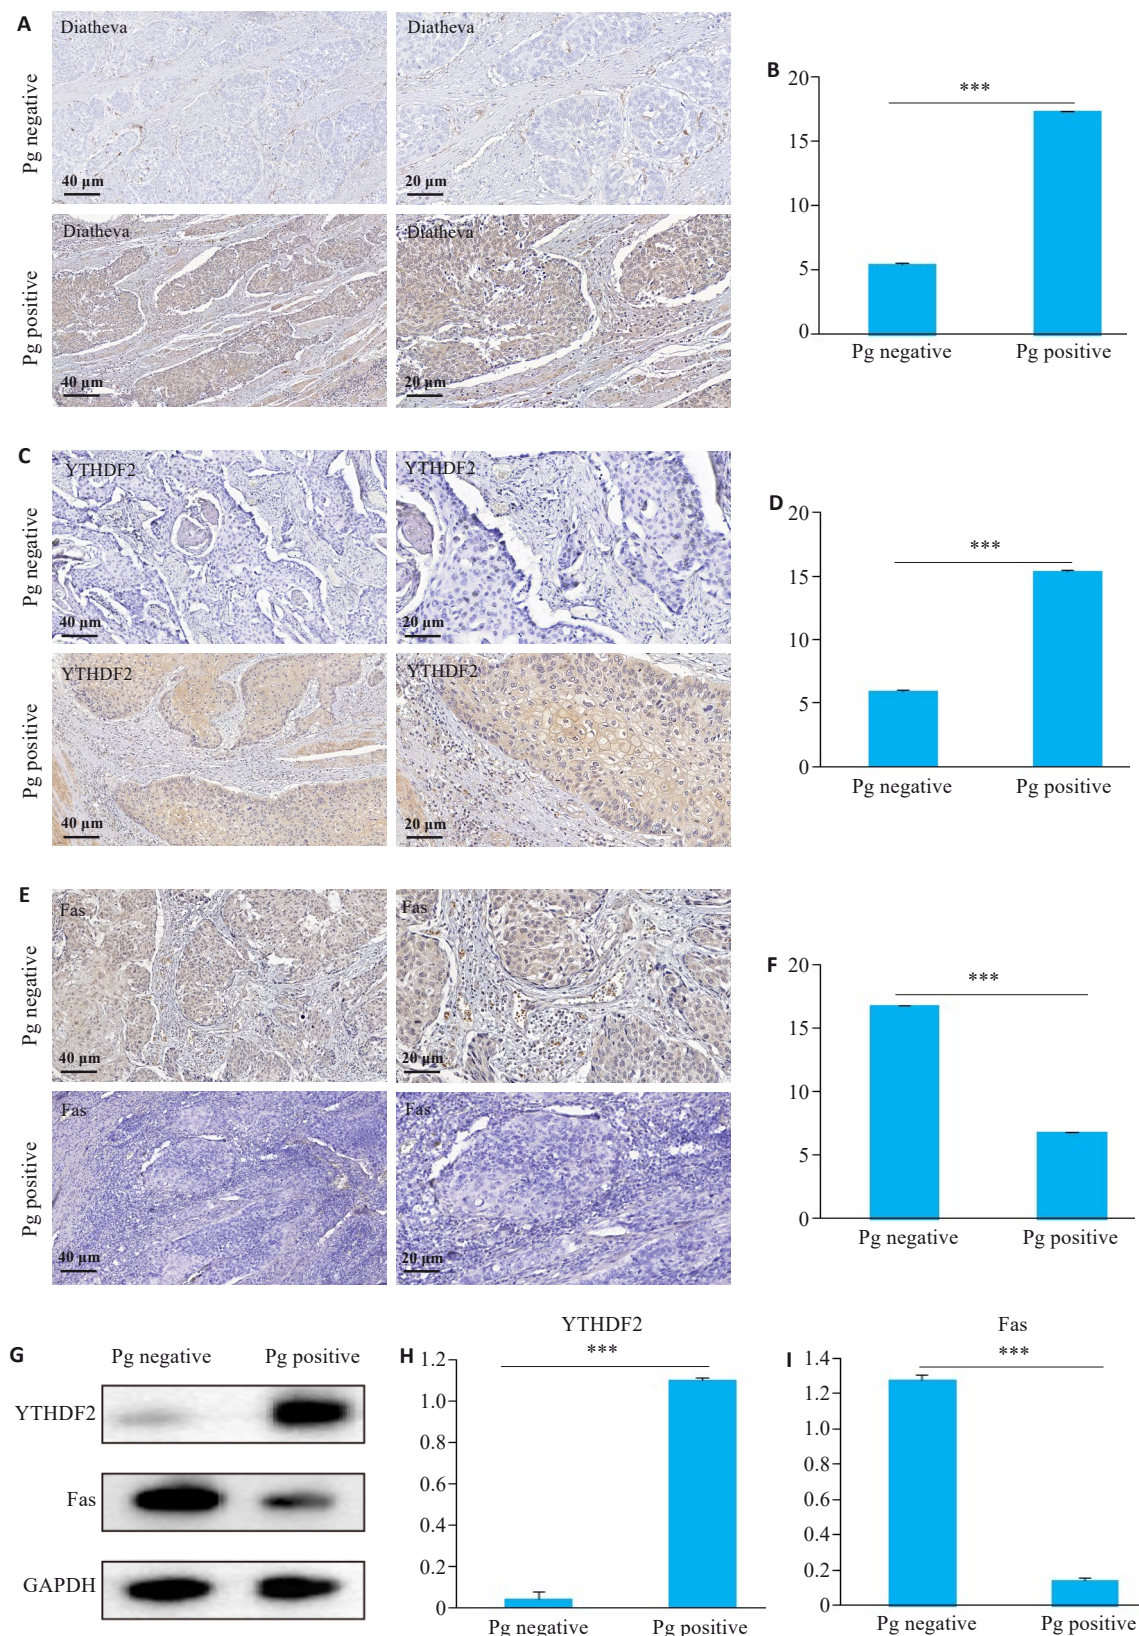 A
Diatheva
Diatheva
Pg negative
40 μm
20 μm
Diatheva
Diatheva
Pg positive
40 μm
20 μm
B
***
20
15
10
5
0
Pg negative
Pg positive
C
YTHDF2
YTHDF2
Pg negative
40 μm
20 μm
YTHDF2
YTHDF2
Pg positive
40 μm
20 μm
D
***
20
15
10
5
0
Pg negative
Pg positive
E
Fas
Fas
Pg negative
40 μm
20 μm
Fas
Fas
Pg positive
40 μm
20 μm
F
***
20
15
10
5
0
Pg negative
Pg positive
G
Pg negative
Pg positive
YTHDF2
Fas
GAPDH
H
YTHDF2
***
1.2
1.0
0.8
0.6
0.4
0.2
0
Pg negative
Pg positive
I
Fas
***
1.4
1.2
1.0
0.8
0.6
0.4
0.2
0
Pg negative
Pg positive